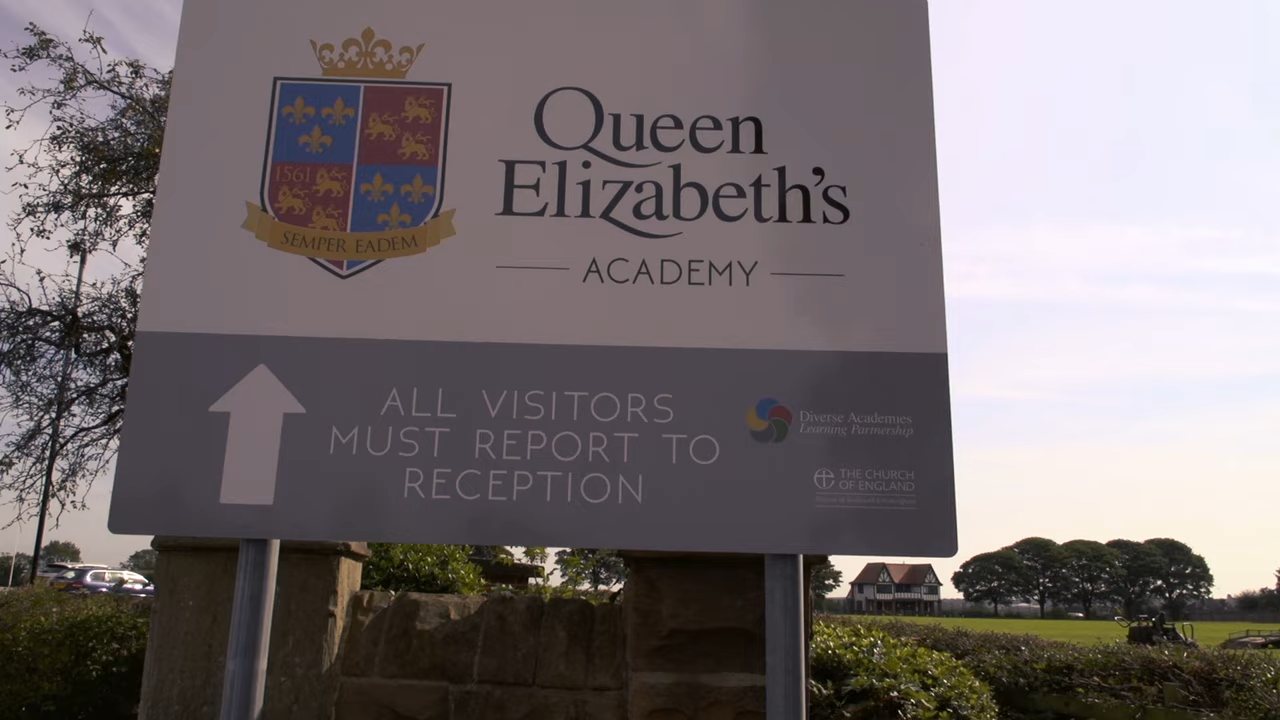 1561
SEMPER EADEM
Queen
Elizabeth's
ACADEMY
ALL VISITORS
MUST REPORT TO
RECEPTION
Diverse Academies
Learning Partnership
THE CHURCH
OF ENGLAND